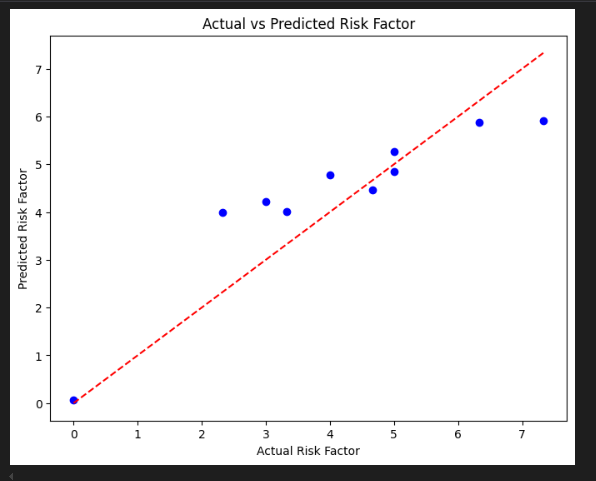 Actual vs Predicted Risk Factor
Predicted Risk Factor
7
6
5
4
3
2
1
0
0 1 2 3 4 5 6 7
Actual Risk Factor